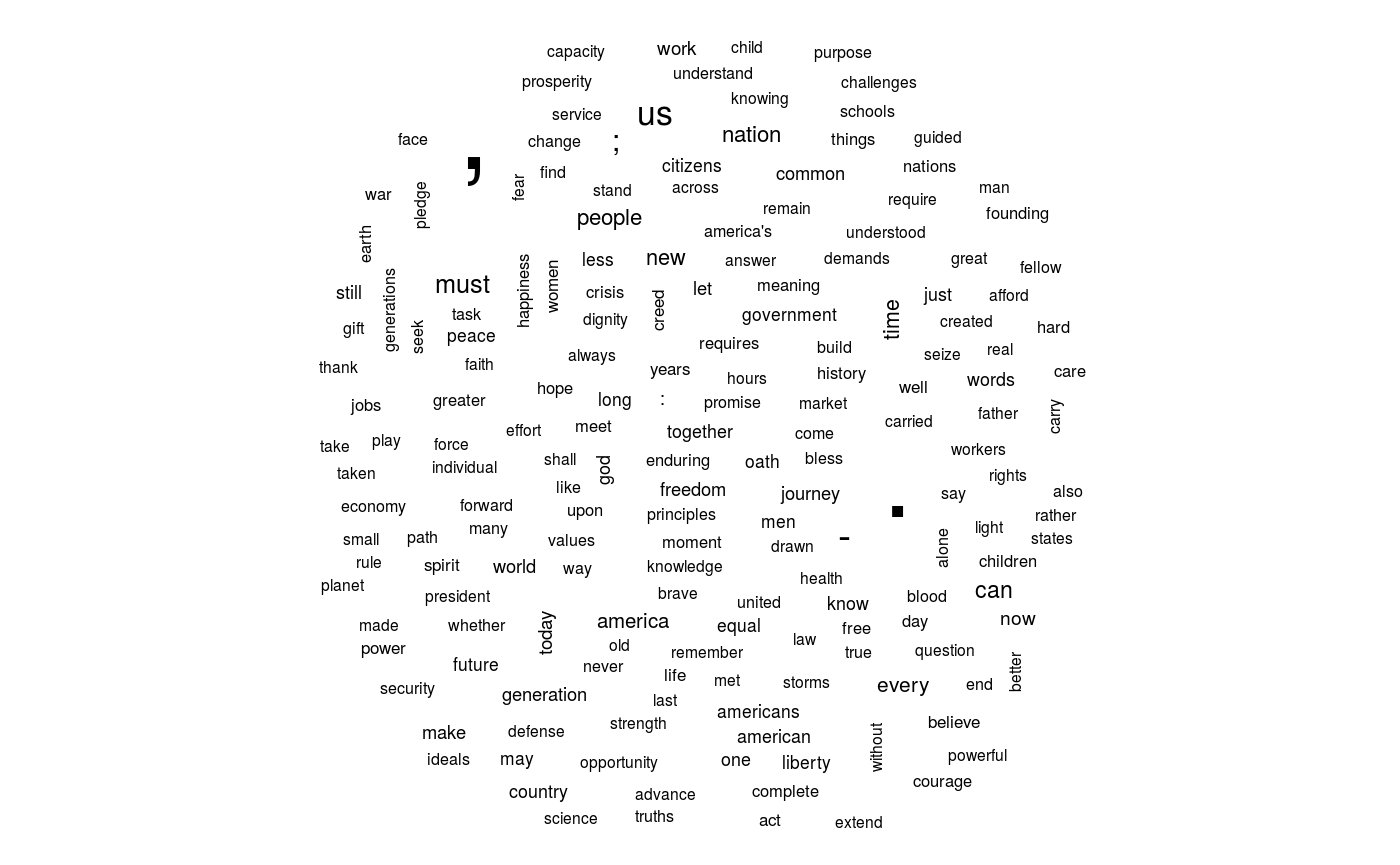 capacity work child purpose
prosperity understand challenges
service us knowing schools
face change ; nation things guided
, find citizens common nations
war pledge fear stand across require man
people remain founding
earth america's understood
less new answer demands great fellow
still generations must happiness women crisis creed let meaning time just afford
gift seek task dignity government created hard
peace requires build seize real
thank faith always years hours history well words care
jobs greater hope long : promise market carried father carry
take play force effort meet together come workers
taken individual shall god enduring oath bless rights
economy forward like freedom journey say also
many upon principles men . light rather
small path values moment drawn - alone states
rule spirit world way knowledge health children
planet president brave united know blood can
made whether today america equal free day now
power old remember law true question better
future never life met storms every end
security generation last americans
make defense strength american without believe
ideals may opportunity one liberty powerful
country advance complete courage
science truths act extend